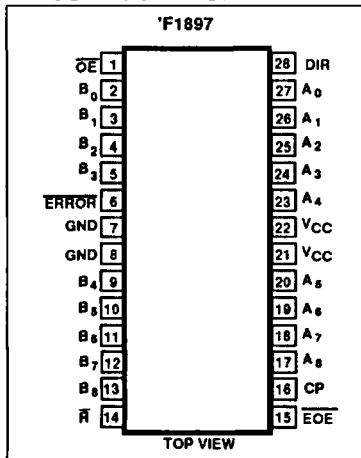 'F1897
OE 1 28 DIR
B0 2 27 A0
B1 3 26 A1
B2 4 25 A2
B3 5 24 A3
ERROR 6 23 A4
GND 7 22 VCC
GND 8 21 VCC
B4 9 20 A5
B5 10 19 A6
B6 11 18 A7
B7 12 17 A8
B8 13 16 CP
R 14 15 EOE
TOP VIEW